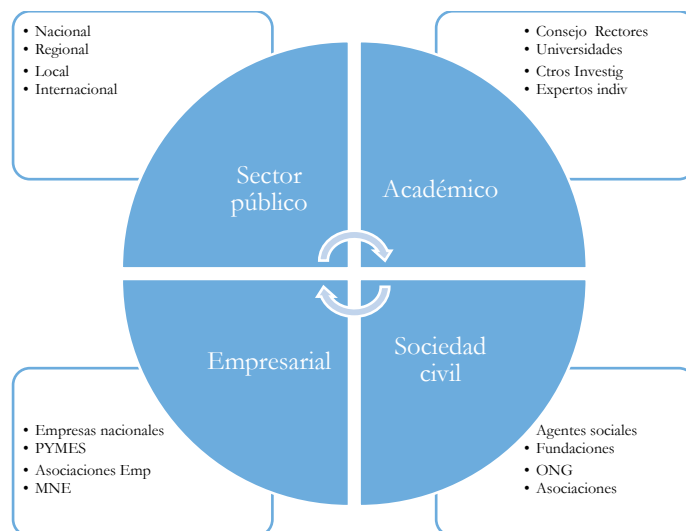 • Nacional
• Regional
• Local
• Internacional
• Consejo Rectores
• Universidades
• Ctros Investig
• Expertos indiv
Sector
público
Académico
Empresarial
Sociedad
civil
• Empresas nacionales
• PYMES
• Asociaciones Emp
• MNE
Agentes sociales
• Fundaciones
• ONG
• Asociaciones